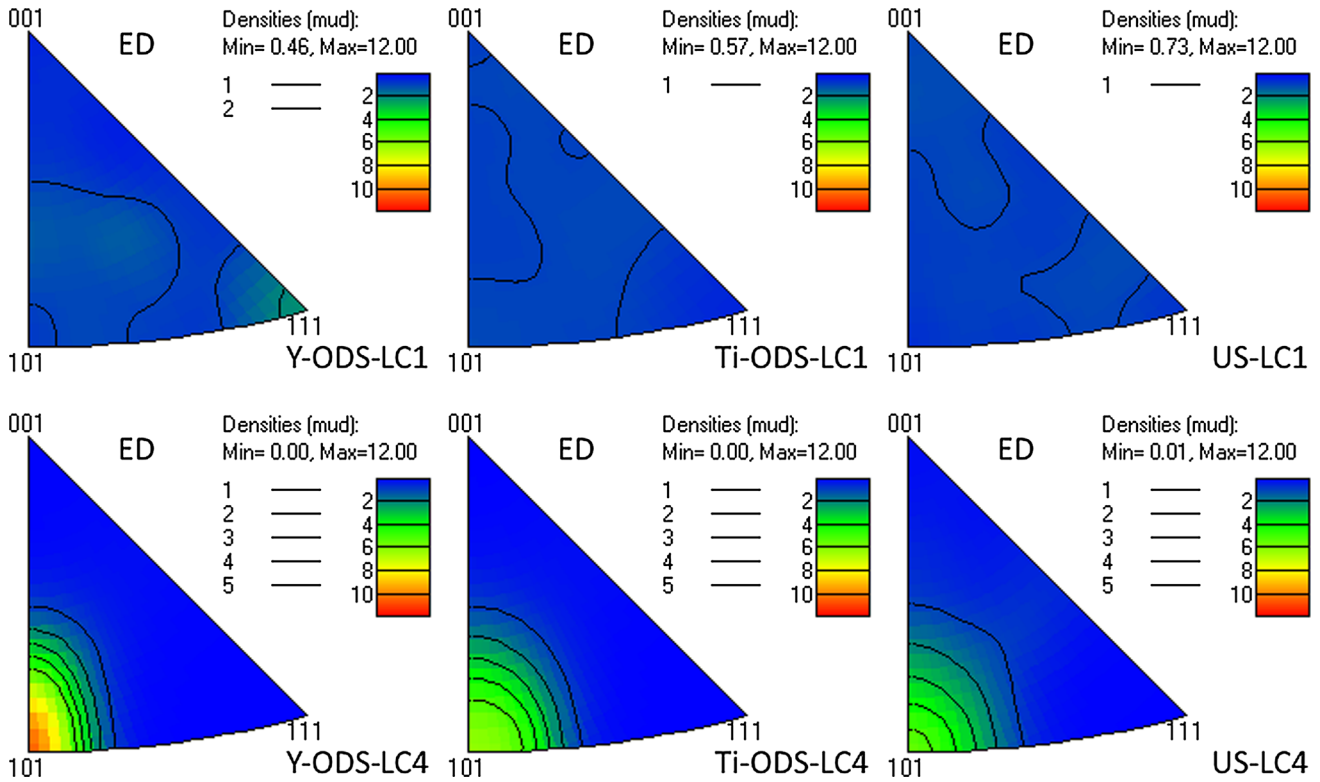 001
ED
Densities (mud):
Min= 0.46, Max=12.00
1
2
2
4
6
8
10
111
101
Y-ODS-LC1
001
ED
Densities (mud):
Min= 0.57, Max=12.00
1
2
4
6
8
10
111
101
Ti-ODS-LC1
001
ED
Densities (mud):
Min= 0.73, Max=12.00
1
2
4
6
8
10
111
101
US-LC1
001
ED
Densities (mud):
Min= 0.00, Max=12.00
1
2
3
4
5
2
4
6
8
10
111
101
Y-ODS-LC4
001
ED
Densities (mud):
Min= 0.00, Max=12.00
1
2
3
4
5
2
4
6
8
10
111
101
Ti-ODS-LC4
001
ED
Densities (mud):
Min= 0.01, Max=12.00
1
2
3
4
5
2
4
6
8
10
111
101
US-LC4